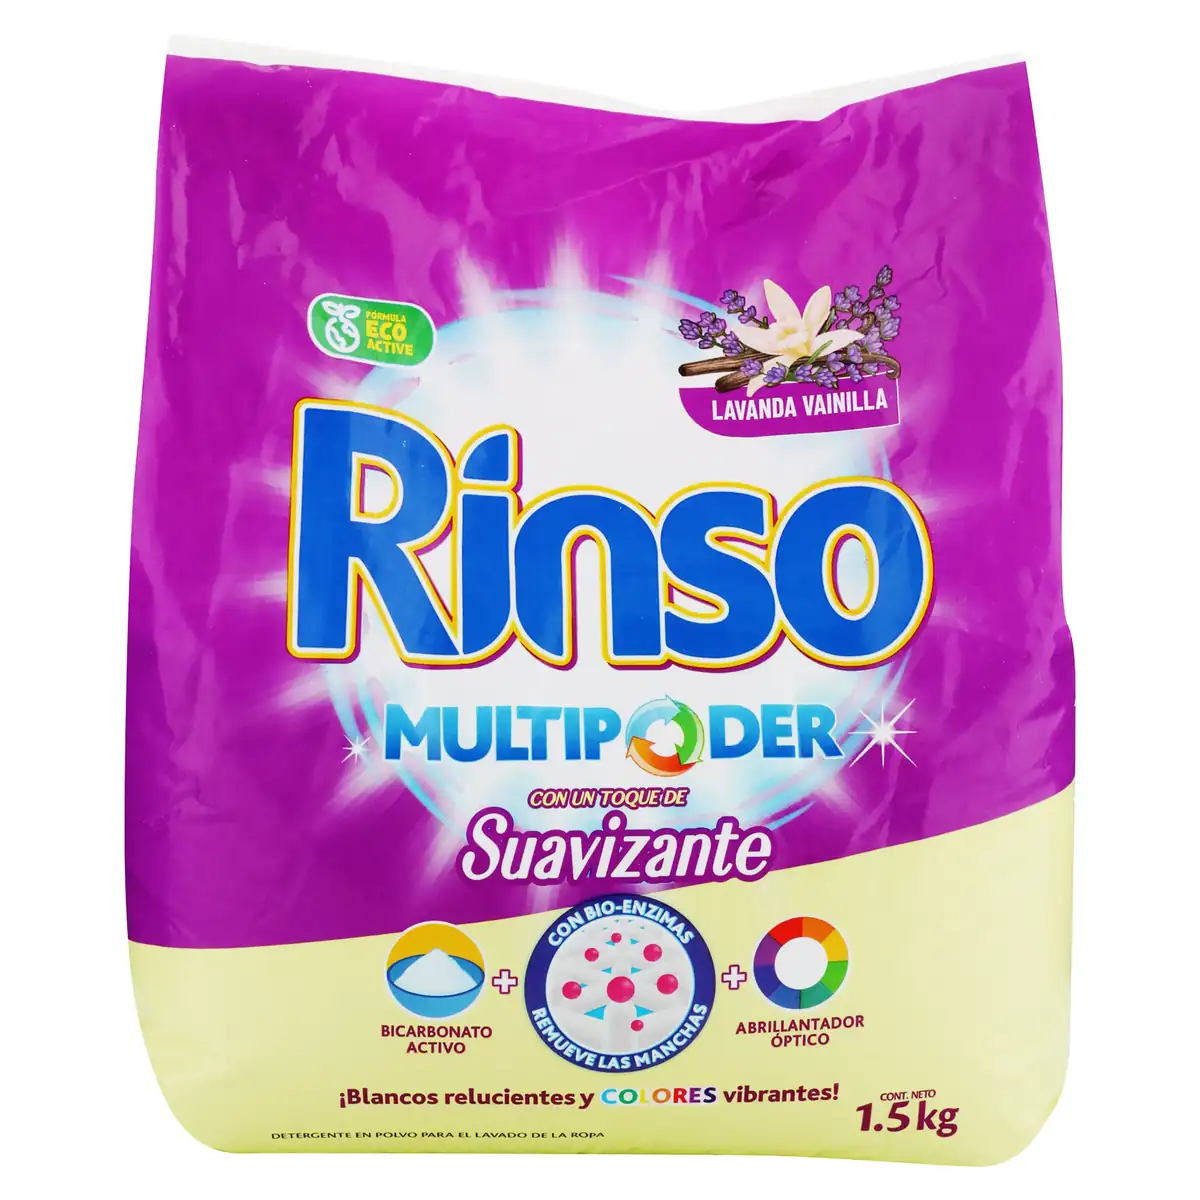 FÓRMULA
ECO
ACTIVE
LAVANDA VAINILLA
Rinso
MULTIPODER
CON UN TOQUE DE
Suavizante
CON BIO-ENZIMAS
REMUEVE LAS MANCHAS
BICARBONATO
ACTIVO
ABRILLANTADOR
ÓPTICO
¡Blancos relucientes y COLORES vibrantes!
CONT. NETO
1.5 kg
DETERGENTE EN POLVO PARA EL LAVADO DE LA ROPA